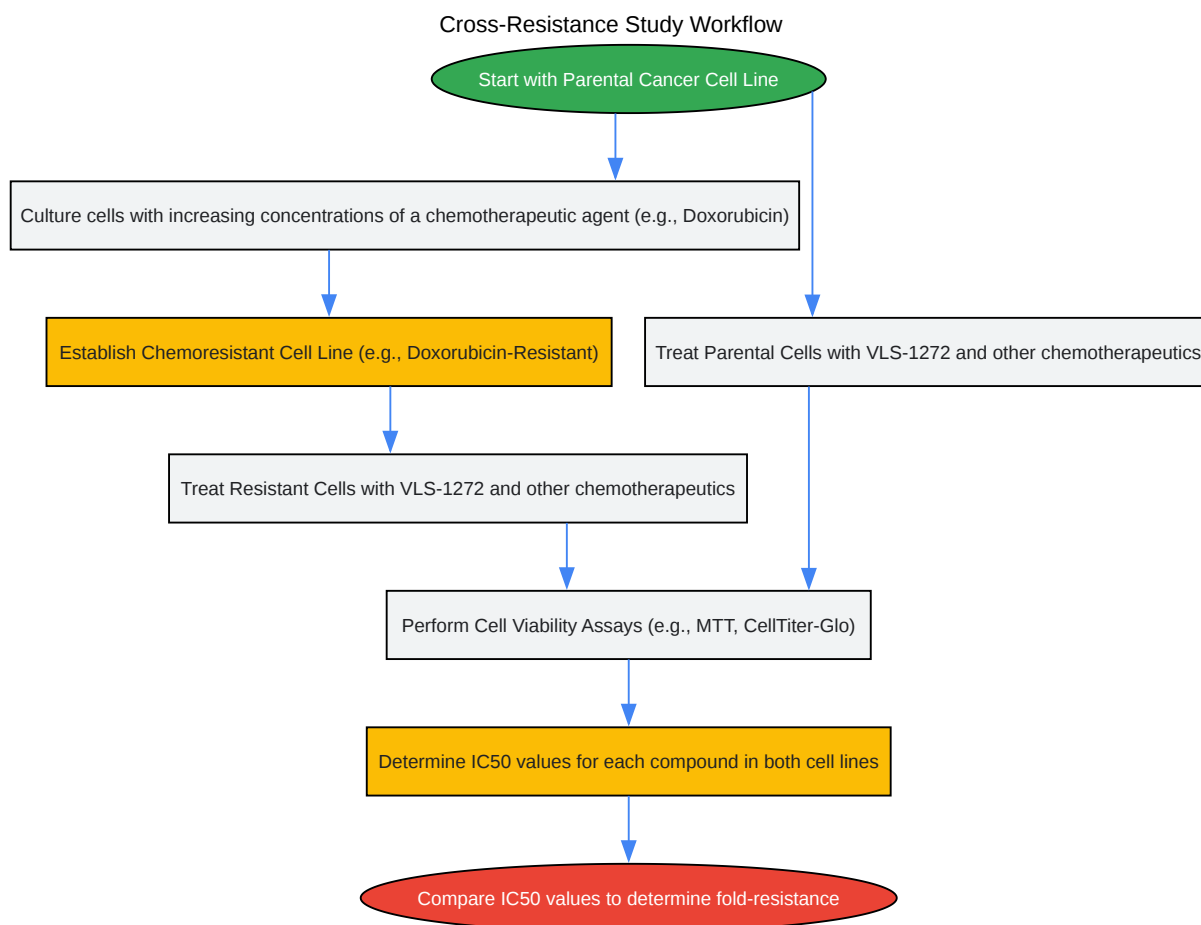 Cross-Resistance Study Workflow
Start with Parental Cancer Cell Line
Culture cells with increasing concentrations of a chemotherapeutic agent (e.g., Doxorubicin)
Establish Chemoresistant Cell Line (e.g., Doxorubicin-Resistant)
Treat Parental Cells with VLS-1272 and other chemotherapeutics
Treat Resistant Cells with VLS-1272 and other chemotherapeutics
Perform Cell Viability Assays (e.g., MTT, CellTiter-Glo)
Determine IC50 values for each compound in both cell lines
Compare IC50 values to determine fold-resistance